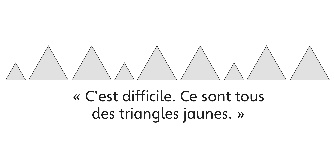 « C'est difficile. Ce sont tous
des triangles jaunes. »